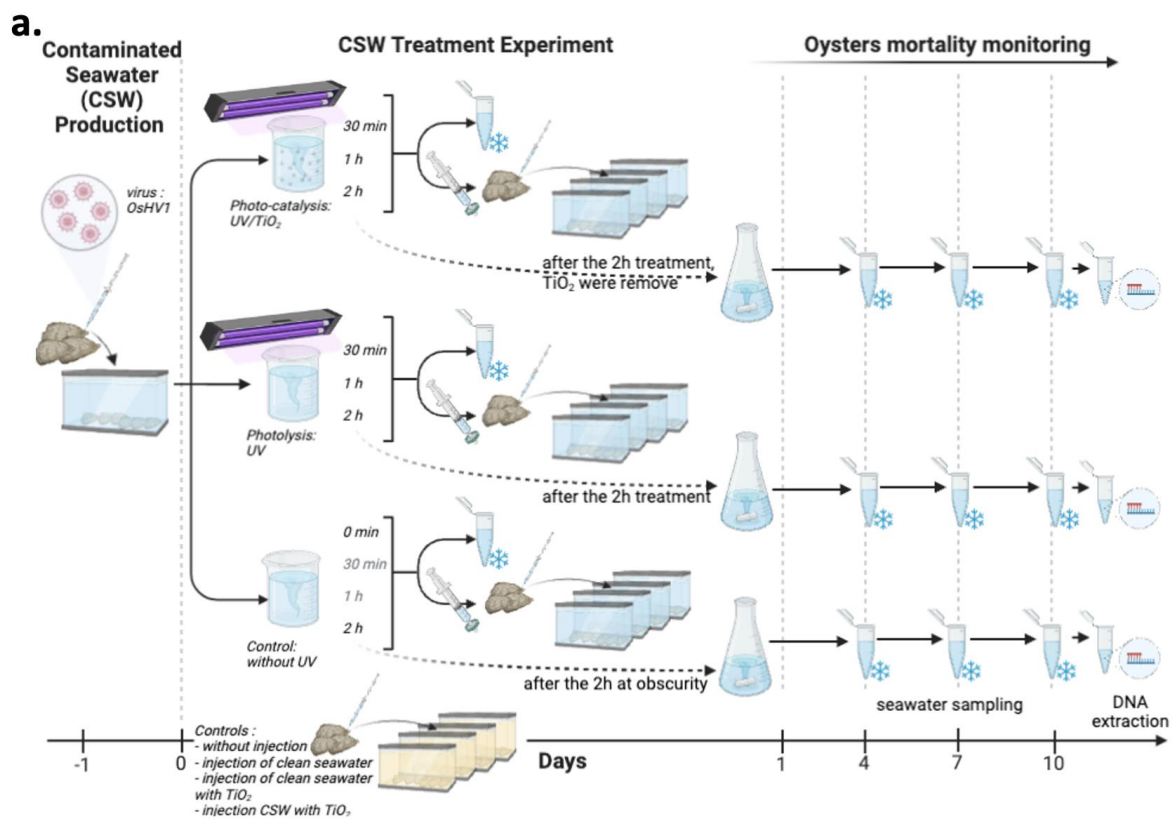 a.
Contaminated
Seawater
(CSW)
Production
CSW Treatment Experiment
Oysters mortality monitoring
virus :
OsHV1
30 min
1 h
2 h
Photo-catalysis:
UV/TiO₂
after the 2h treatment,
TiO₂ were remove
30 min
1 h
2 h
Photolysis:
UV
after the 2h treatment
0 min
30 min
1 h
2 h
Control:
without UV
after the 2h at obscurity
seawater sampling
DNA
extraction
Controls :
- without injection
- injection of clean seawater
- injection of clean seawater
with TiO₂
- injection CSW with TiO₂
-1
0
Days
1
4
7
10